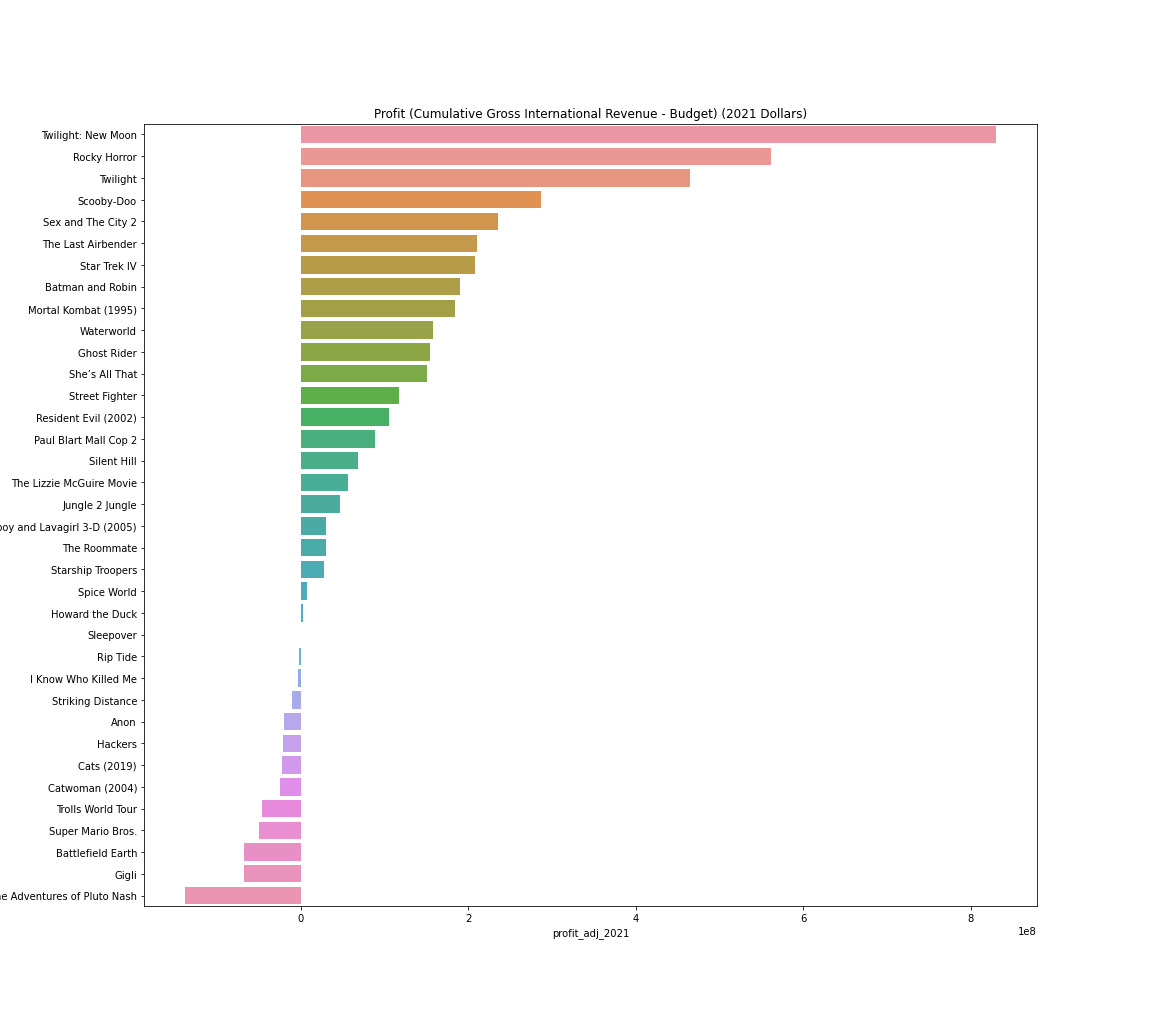 Profit (Cumulative Gross International Revenue - Budget) (2021 Dollars)
Twilight: New Moon
Rocky Horror
Twilight
Scooby-Doo
Sex and The City 2
The Last Airbender
Star Trek IV
Batman and Robin
Mortal Kombat (1995)
Waterworld
Ghost Rider
She's All That
Street Fighter
Resident Evil (2002)
Paul Blart Mall Cop 2
Silent Hill
The Lizzie McGuire Movie
Jungle 2 Jungle
boy and Lavagirl 3-D (2005)
The Roommate
Starship Troopers
Spice World
Howard the Duck
Sleepover
Rip Tide
I Know Who Killed Me
Striking Distance
Anon
Hackers
Cats (2019)
Catwoman (2004)
Trolls World Tour
Super Mario Bros.
Battlefield Earth
Gigli
e Adventures of Pluto Nash
0 2 4 6 8
1e8
profit_adj_2021